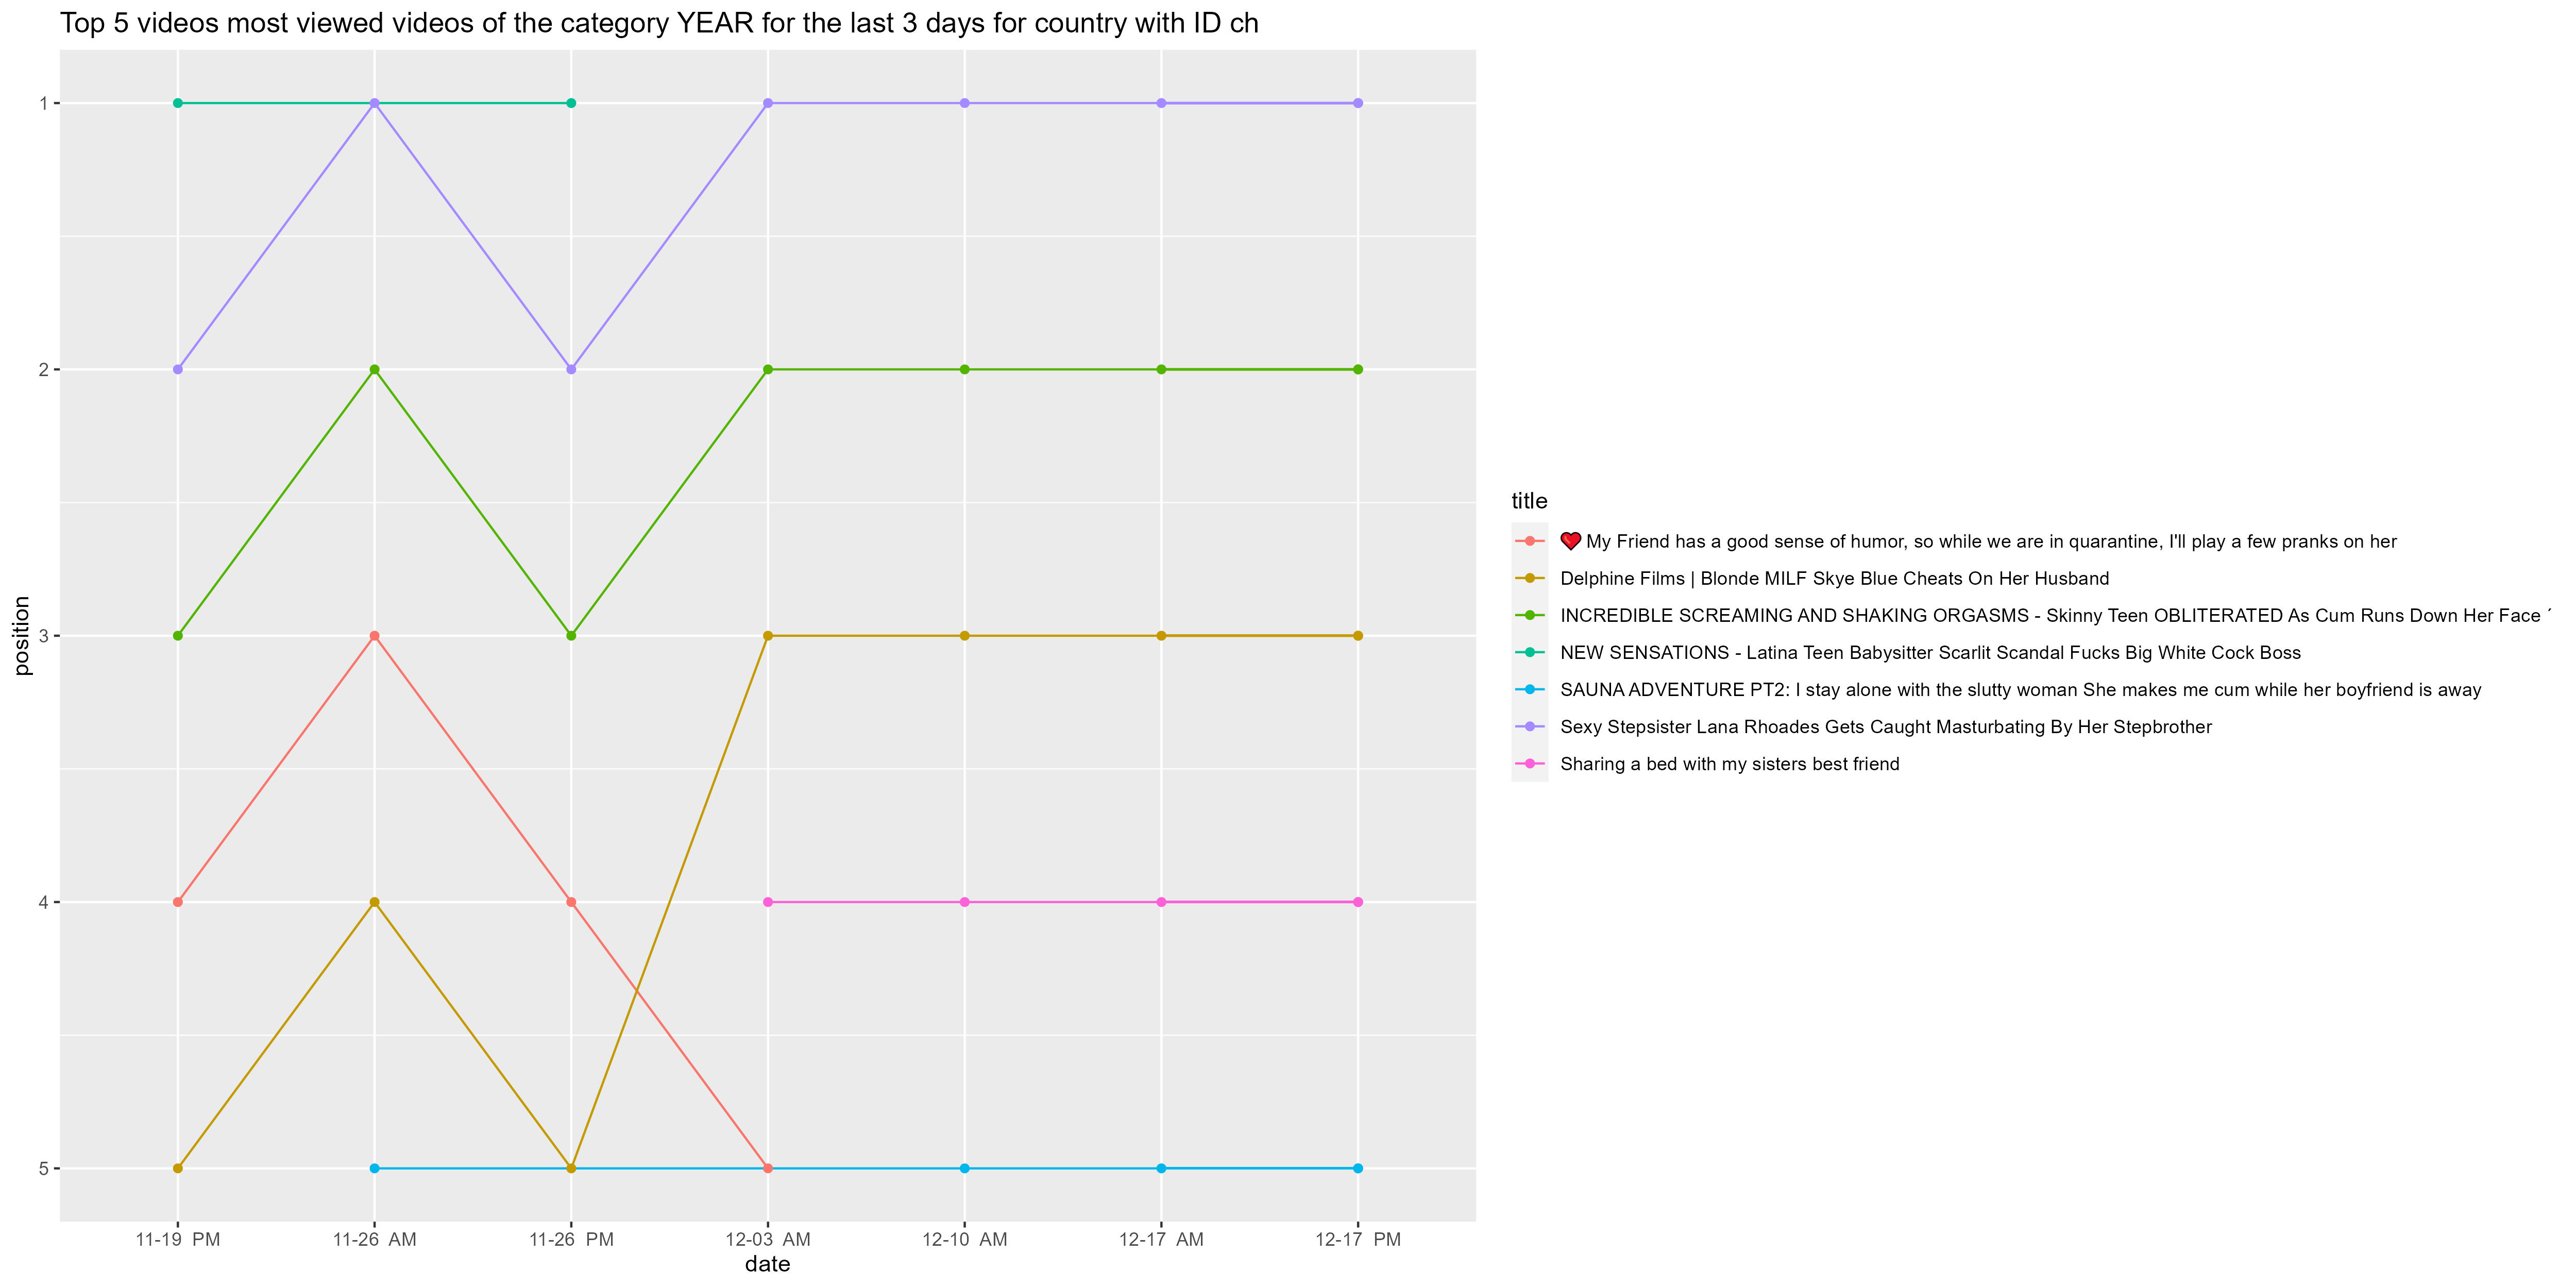 Top 5 videos most viewed videos of the category YEAR for the last 3 days for country with ID ch
position
1
2
3
4
5
11-19 PM
11-26 AM
11-26 PM
12-03 AM
12-10 AM
12-17 AM
12-17 PM
date
title
❤️ My Friend has a good sense of humor, so while we are in quarantine, I'll play a few pranks on her
Delphine Films | Blonde MILF Skye Blue Cheats On Her Husband
INCREDIBLE SCREAMING AND SHAKING ORGASMS - Skinny Teen OBLITERATED As Cum Runs Down Her Face
NEW SENSATIONS - Latina Teen Babysitter Scarlit Scandal Fucks Big White Cock Boss
SAUNA ADVENTURE PT2: I stay alone with the slutty woman She makes me cum while her boyfriend is away
Sexy Stepsister Lana Rhoades Gets Caught Masturbating By Her Stepbrother
Sharing a bed with my sisters best friend